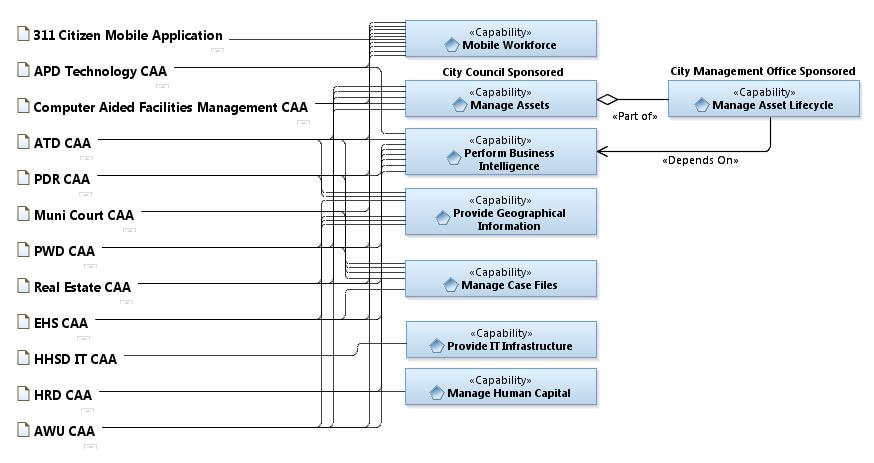 311 Citizen Mobile Application
APD Technology CAA
Computer Aided Facilities Management CAA
ATD CAA
PDR CAA
Muni Court CAA
PWD CAA
Real Estate CAA
EHS CAA
HHSD IT CAA
HRD CAA
AWU CAA
«Capability»
Mobile Workforce
City Council Sponsored
«Capability»
Manage Assets
«Capability»
Perform Business
Intelligence
«Capability»
Provide Geographical
Information
«Capability»
Manage Case Files
«Capability»
Provide IT Infrastructure
«Capability»
Manage Human Capital
«Part of»
«Depends On»
City Management Office Sponsored
«Capability»
Manage Asset Lifecycle